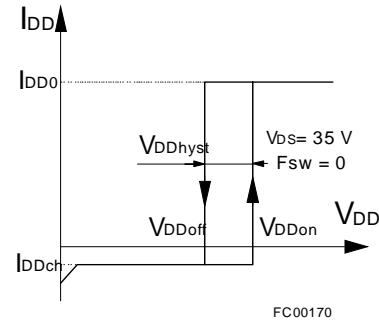 IDD
IDD0
VDS= 35 V
VDDhyst
Fsw = 0
VDDoff
VDDon
VDD
IDDch
FC00170